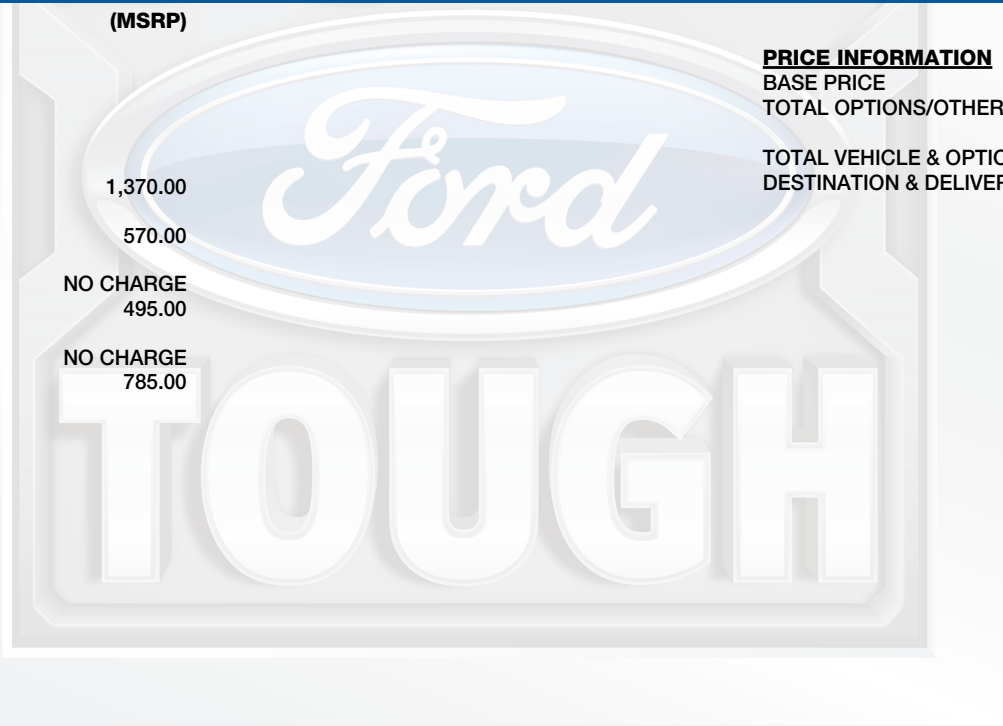 (MSRP)
PRICE INFORMATION
BASE PRICE
TOTAL OPTIONS/OTHER
TOTAL VEHICLE & OPTIO
DESTINATION & DELIVER
1,370.00
570.00
NO CHARGE
495.00
NO CHARGE
785.00
Ford
TOUGH